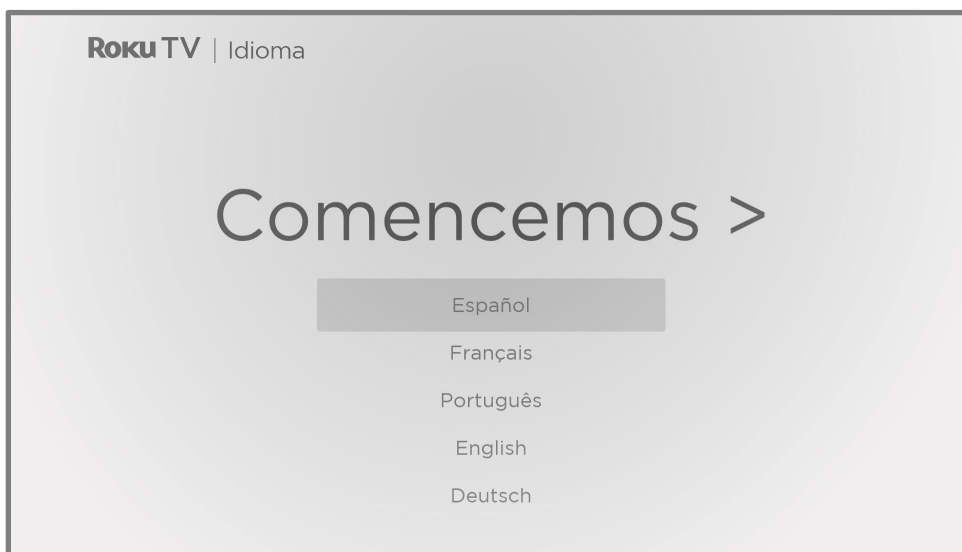 Roku TV | Idioma
Comencemos >
Español
Français
Português
English
Deutsch